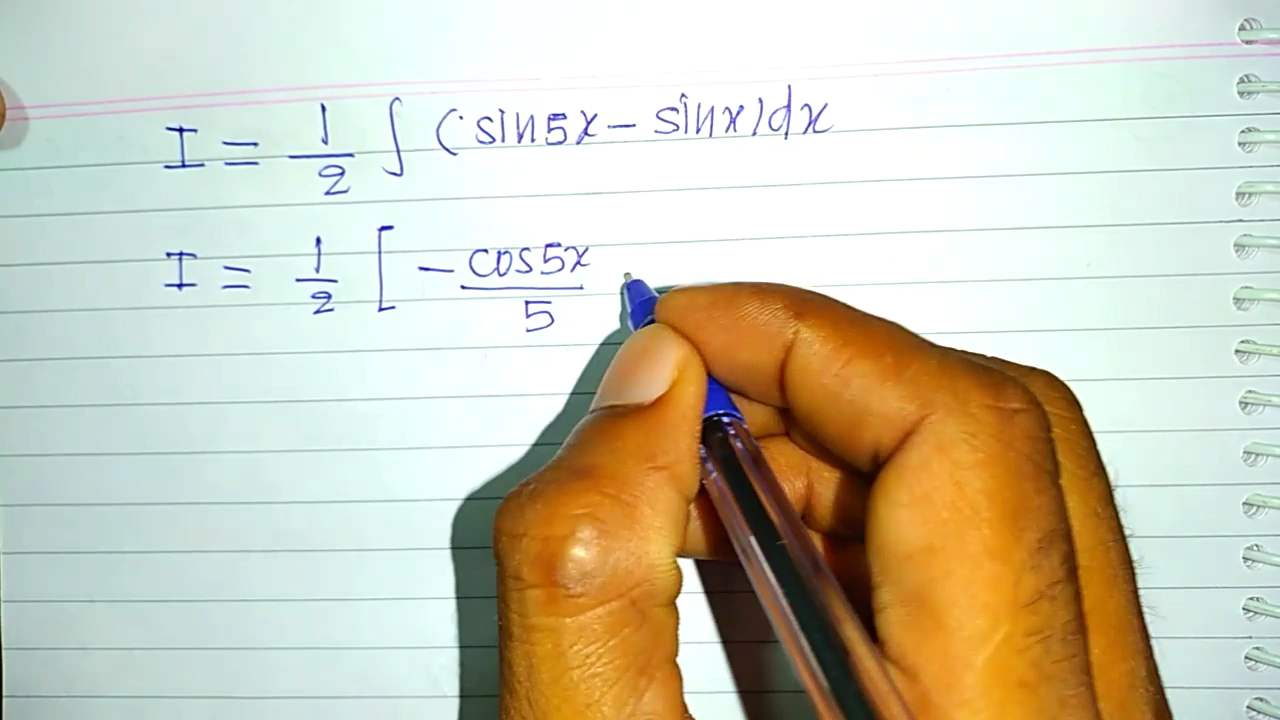 I = 1/2 ∫ (sin5x - sinx)dx
I = 1/2 [ - cos5x/5